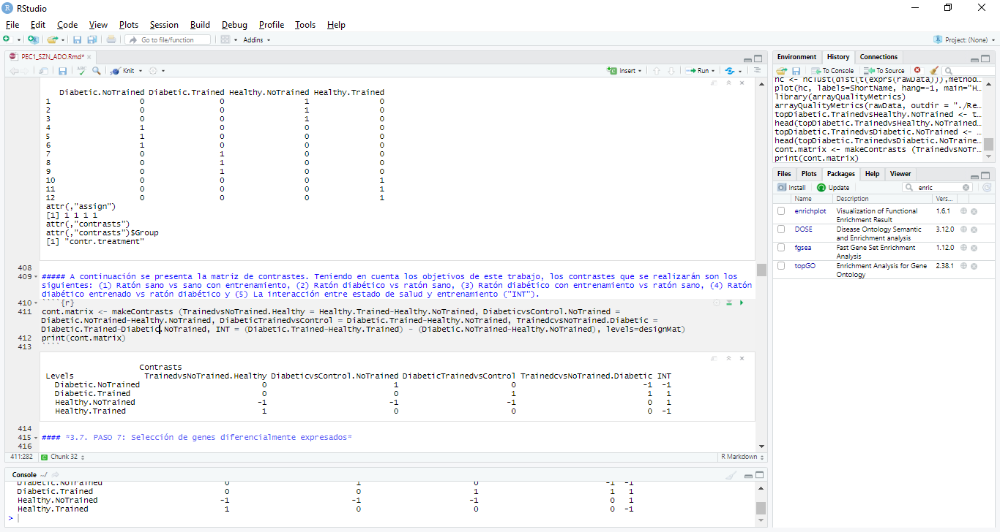 RStudio
File Edit Code View Plots Session Build Debug Profile Tools Help
Go to file/function Addins Project: (None)
PEC1_SZN_ADO.Rmd*
Knit Insert Run
Diabetic.NoTrained Diabetic.Trained Healthy.NoTrained Healthy.Trained
1 0 0 1 0
2 0 0 1 0
3 0 0 1 0
4 1 0 0 0
5 1 0 0 0
6 1 0 0 0
7 0 1 0 0
8 0 1 0 0
9 0 1 0 0
10 0 0 0 1
11 0 0 0 1
12 0 0 0 1
attr(,"assign")
[1] 1 1 1 1
attr(,"contrasts")
attr(,"contrasts")$Group
[1] "contr.treatment"
408
409 ##### A continuación se presenta la matriz de contrastes. Teniendo en cuenta los objetivos de este trabajo, los contrastes que se realizarán son los
siguientes: (1) Ratón sano vs sano con entrenamiento, (2) Ratón diabético vs ratón sano, (3) Ratón diabético con entrenamiento vs ratón sano, (4) Ratón
diabético entrenado vs ratón diabético y (5) La interacción entre estado de salud y entrenamiento ("INT").
410 ````{r}
411 cont.matrix <- makeContrasts (TrainedvsNoTrained.Healthy = Healthy.Trained-Healthy.NoTrained, DiabeticvsControl.NoTrained =
Diabetic.NoTrained-Healthy.NoTrained, DiabeticTrainedvsControl = Diabetic.Trained-Healthy.NoTrained, TrainedcvsNoTrained.Diabetic =
Diabetic.Trained-Diabetic.NoTrained, INT = (Diabetic.Trained-Healthy.Trained) - (Diabetic.NoTrained-Healthy.NoTrained), levels=designMat)
412 print(cont.matrix)
413 ````
Contrasts
Levels TrainedvsNoTrained.Healthy DiabeticvsControl.NoTrained DiabeticTrainedvsControl TrainedcvsNoTrained.Diabetic INT
Diabetic.NoTrained 0 1 0 -1 -1
Diabetic.Trained 0 0 1 1 1
Healthy.NoTrained -1 -1 -1 0 1
Healthy.Trained 1 0 0 0 -1
414
415 #### *3.7. PASO 7: Selección de genes diferencialmente expresados*
416
411:282 Chunk 32 R Markdown
Console ~/
Diabetic.NoTrained 0 1 0 -1 -1
Diabetic.Trained 0 0 1 1 1
Healthy.NoTrained -1 -1 -1 0 1
Healthy.Trained 1 0 0 0 -1
>
Environment History Connections
To Console To Source
hc <- hclust(dist(t(exprs(rawData))),method...
plot(hc, labels=ShortName, hang=-1, main="H...
library(arrayQualityMetrics)
arrayQualityMetrics(rawData, outdir = "./Re...
topDiabetic.TrainedvsHealthy.NoTrained <- t...
head(topDiabetic.TrainedvsHealthy.NoTrained...
topDiabetic.TrainedvsDiabetic.NoTrained <- ...
head(topDiabetic.TrainedvsDiabetic.NoTraine...
cont.matrix <- makeContrasts (TrainedvsNoTr...
print(cont.matrix)
Files Plots Packages Help Viewer
Install Update enric
Name Description Vers...
enrichplot Visualization of Functional 1.6.1
Enrichment Result
DOSE Disease Ontology Semantic 3.12.0
and Enrichment analysis
fgsea Fast Gene Set Enrichment 1.12.0
Analysis
topGO Enrichment Analysis for Gene 2.38.1
Ontology